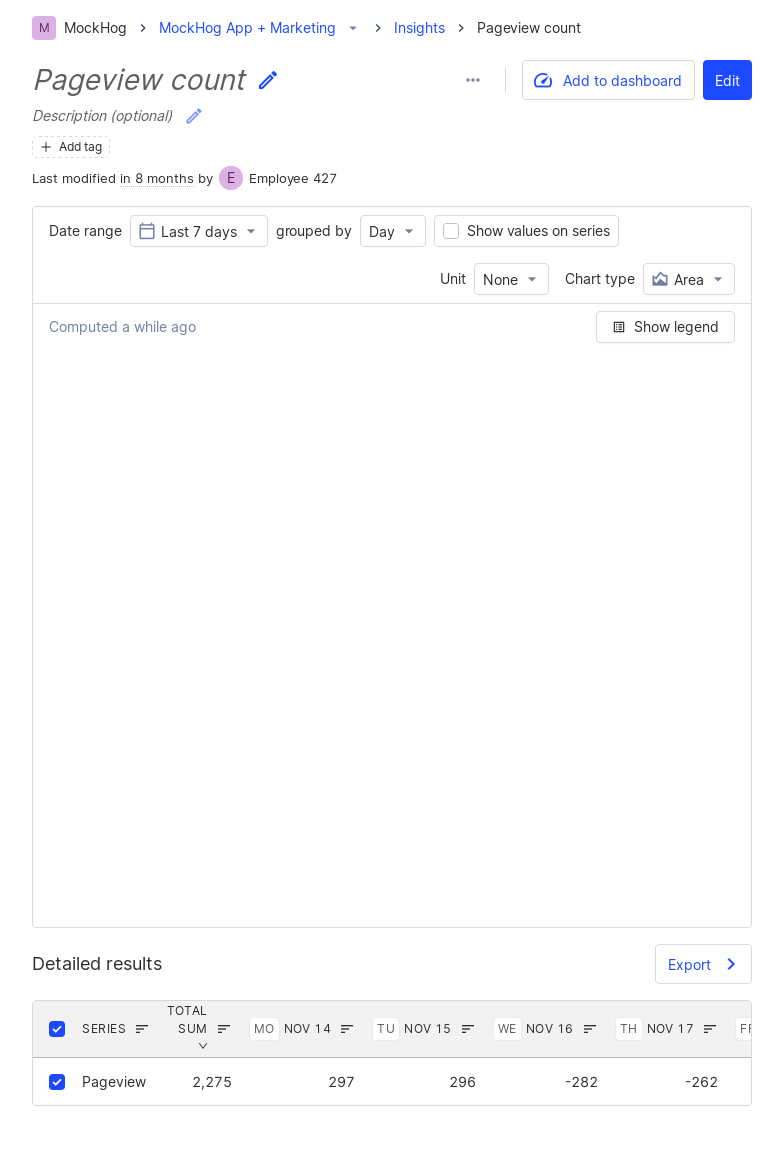 M MockHog MockHog App + Marketing Insights Pageview count
Pageview count
Add to dashboard Edit
Description (optional)
Add tag
Last modified in 8 months by E Employee 427
Date range Last 7 days grouped by Day Show values on series
Unit None Chart type Area
Computed a while ago Show legend
Detailed results Export
SERIES TOTAL SUM MO NOV 14 TU NOV 15 WE NOV 16 TH NOV 17
Pageview 2,275 297 296 -282 -262